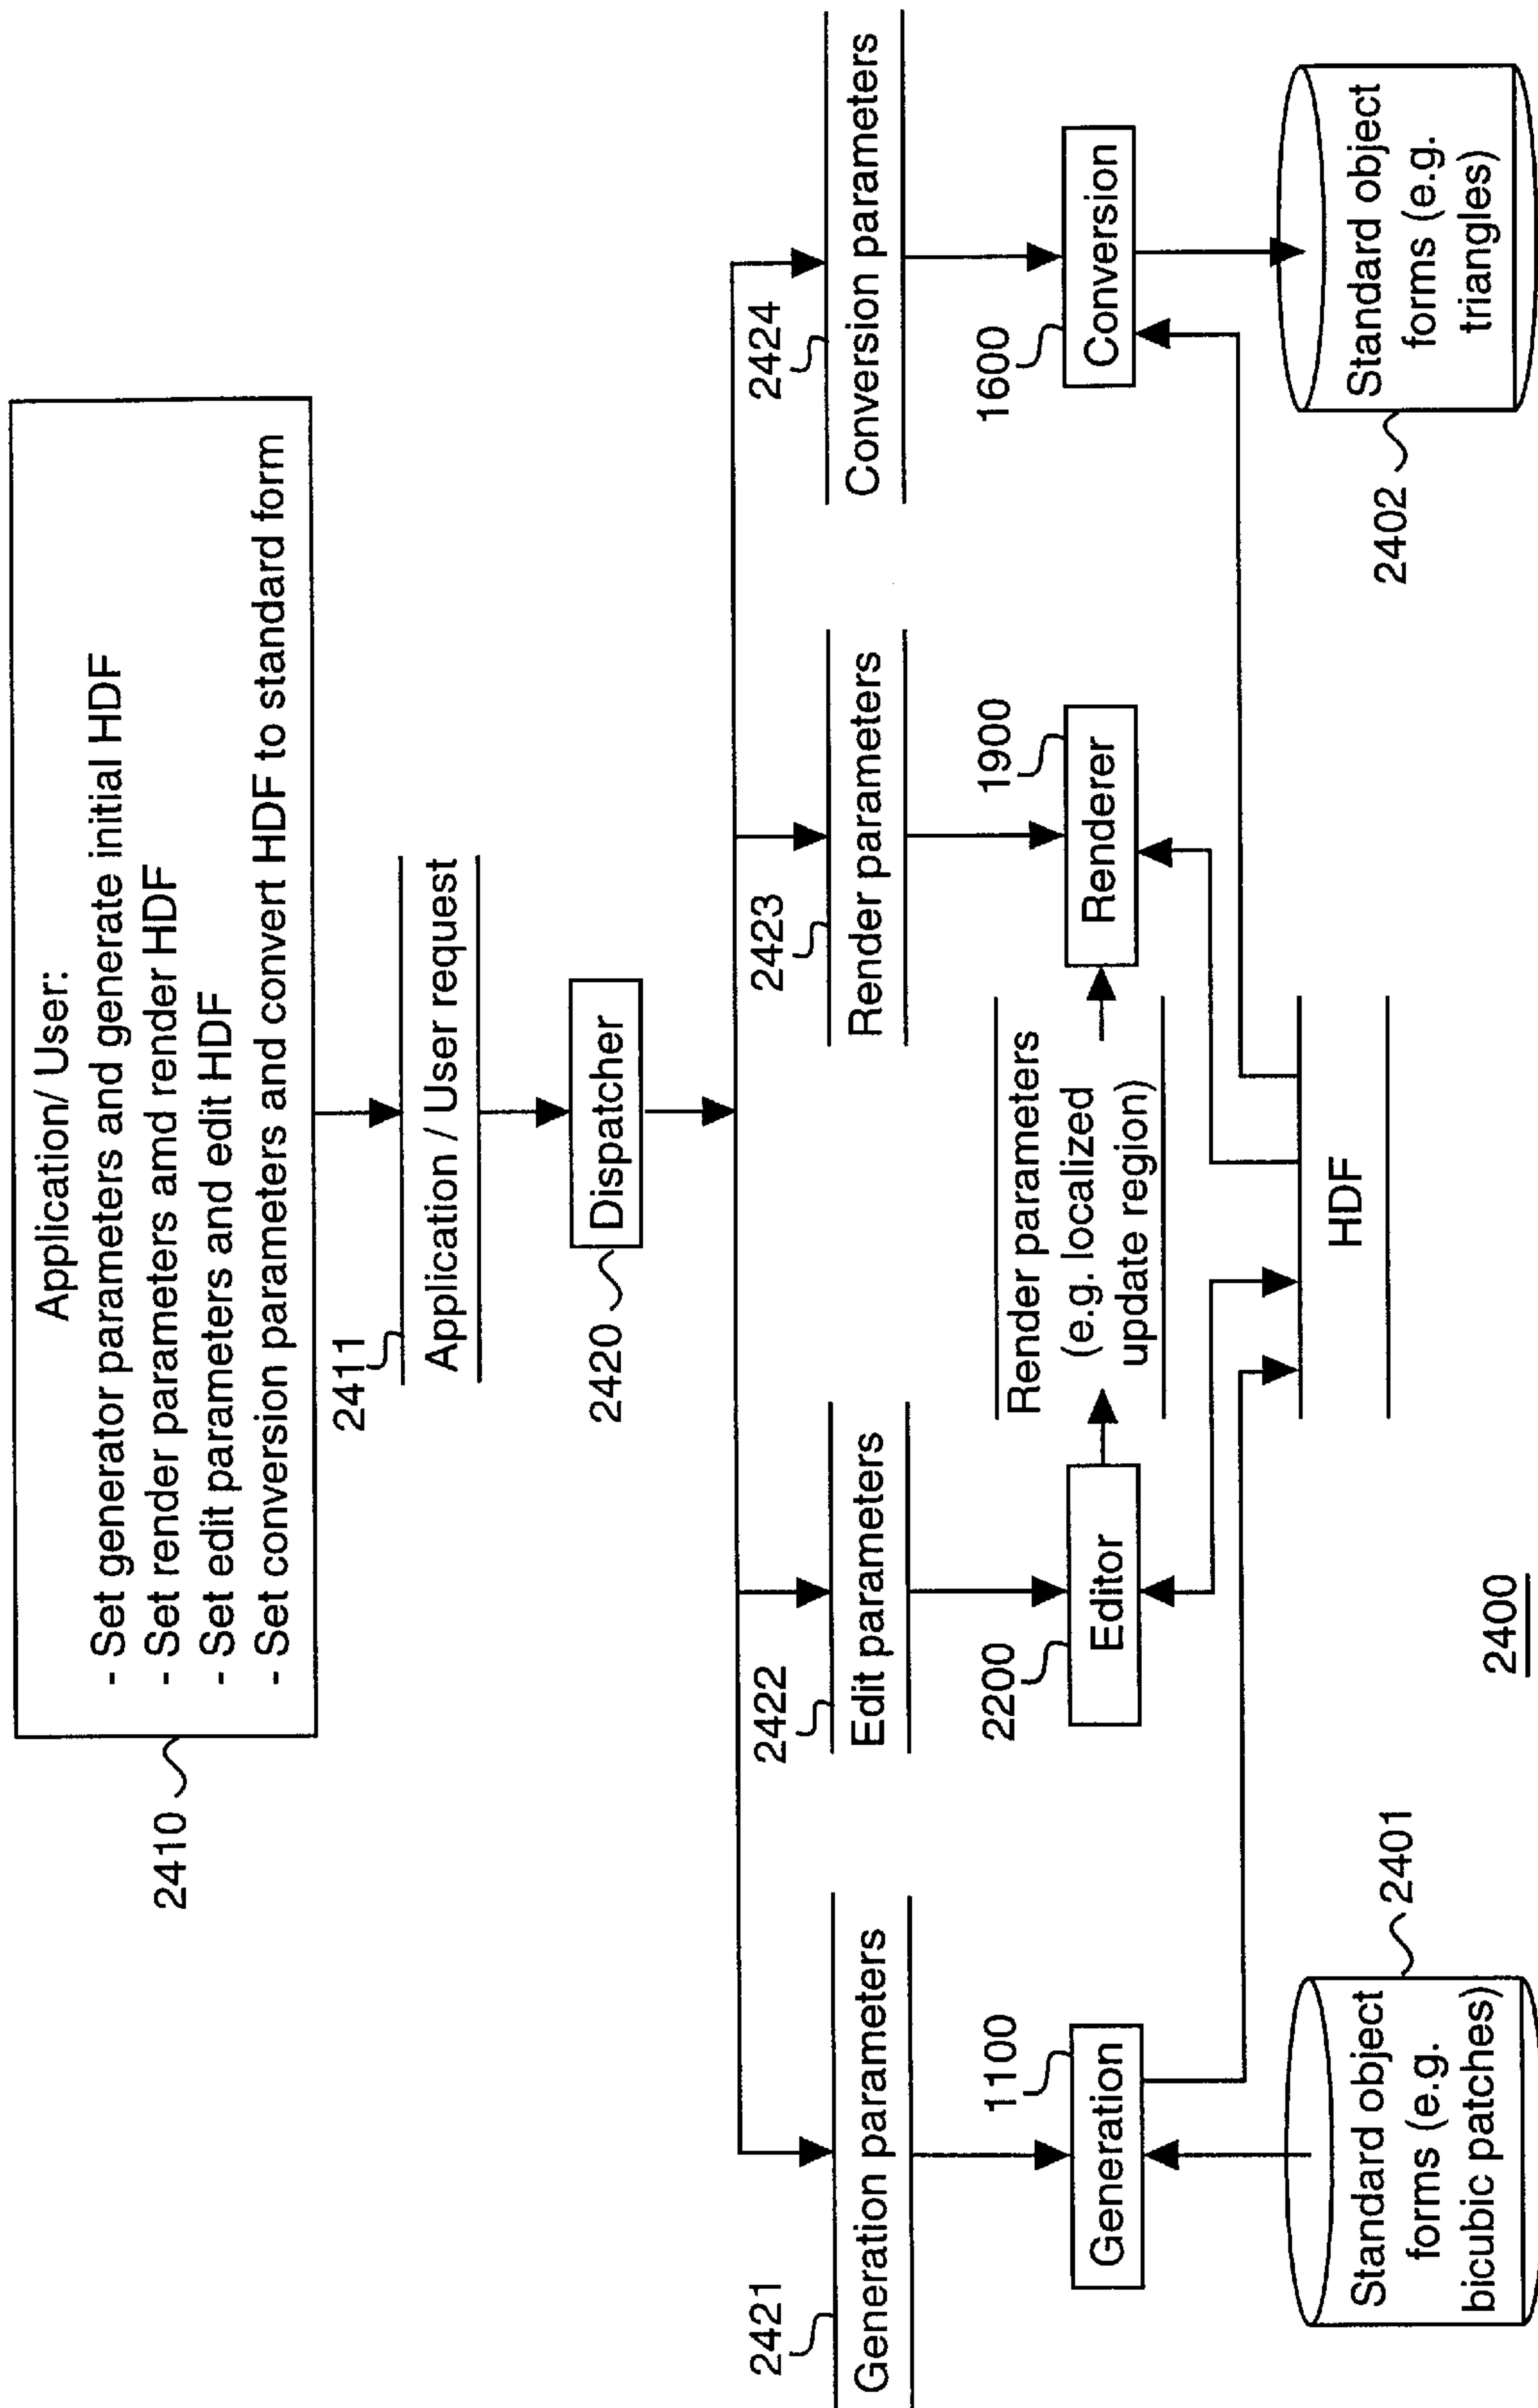 Application/ User:
- Set generator parameters and generate initial HDF
- Set render parameters amd render HDF
- Set edit parameters and edit HDF
- Set conversion parameters and convert HDF to standard form
2410
2411
Application / User request
2420
Dispatcher
2421
Generation parameters
2422
Edit parameters
2423
Render parameters
2424
Conversion parameters
1100
Generation
2200
Editor
Render parameters
(e.g. localized
update region)
1900
Renderer
1600
Conversion
Standard object
forms (e.g.
bicubic patches)
2401
HDF
2402
Standard object
forms (e.g.
triangles)
2400